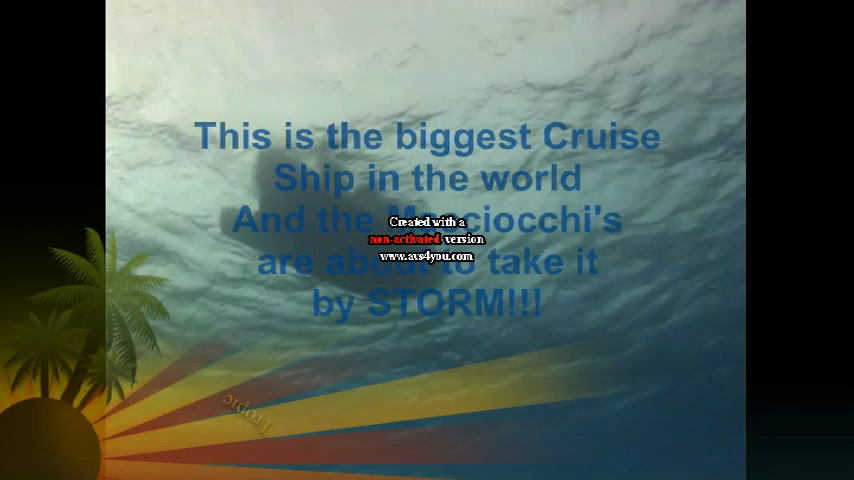 This is the biggest Cruise
Ship in the world
And the
are about to take it
by STORM!!!
Created with a
non-activated version
www.avs4you.com
Tropic